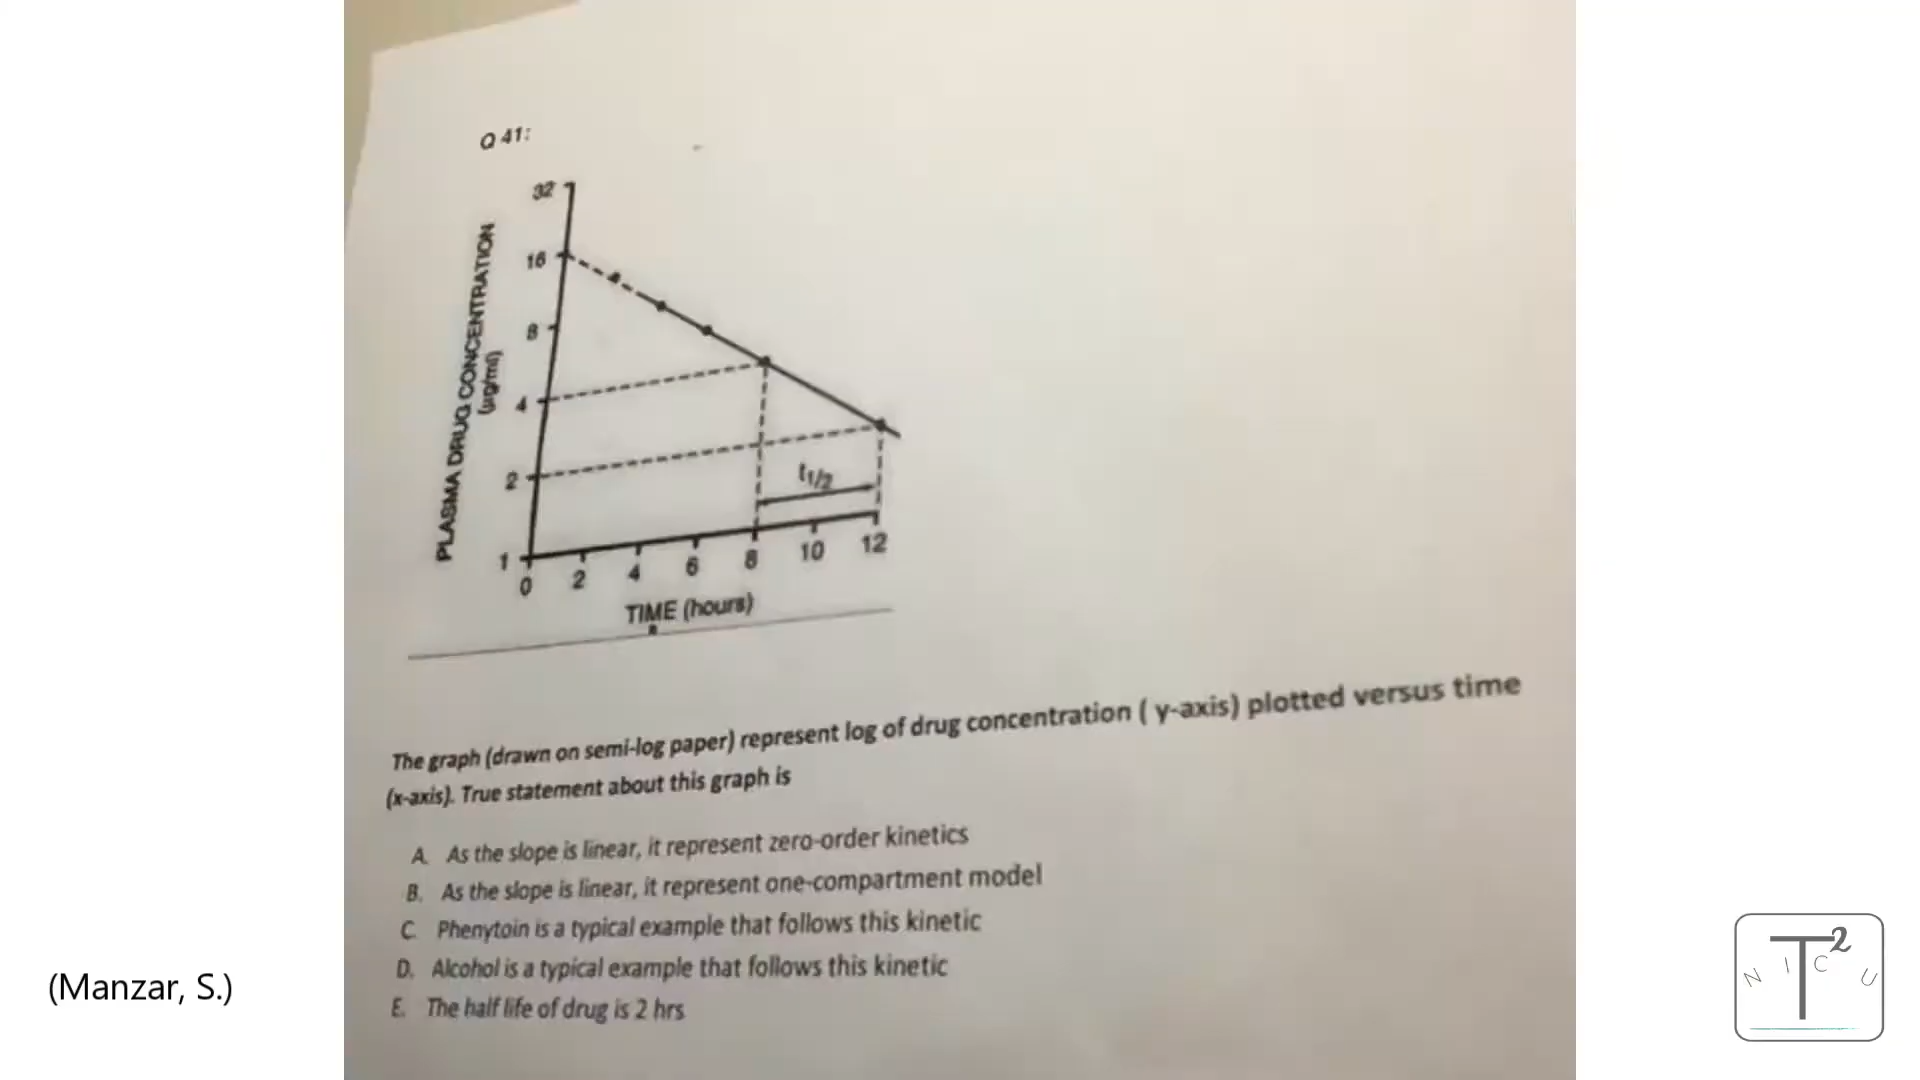 Q 41:
PLASMA DRUG CONCENTRATION
(µg/ml)
32
16
8
4
2
1
t1/2
0 2 4 6 8 10 12
TIME (hours)
The graph (drawn on semi-log paper) represent log of drug concentration ( y-axis) plotted versus time
(x-axis). True statement about this graph is
A. As the slope is linear, it represent zero-order kinetics
B. As the slope is linear, it represent one-compartment model
C. Phenytoin is a typical example that follows this kinetic
D. Alcohol is a typical example that follows this kinetic
E. The half life of drug is 2 hrs
(Manzar, S.)
T2
N I C U